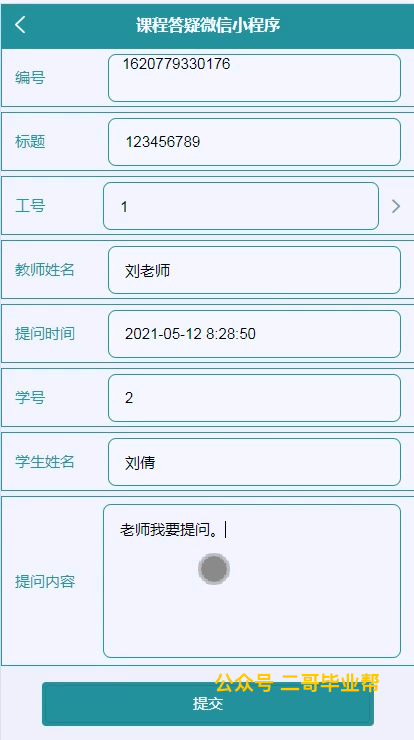 课程答疑微信小程序
编号
1620779330176
标题
123456789
工号
1
教师姓名
刘老师
提问时间
2021-05-12 8:28:50
学号
2
学生姓名
刘倩
提问内容
老师我要提问。
公众号 二哥毕业帮
提交